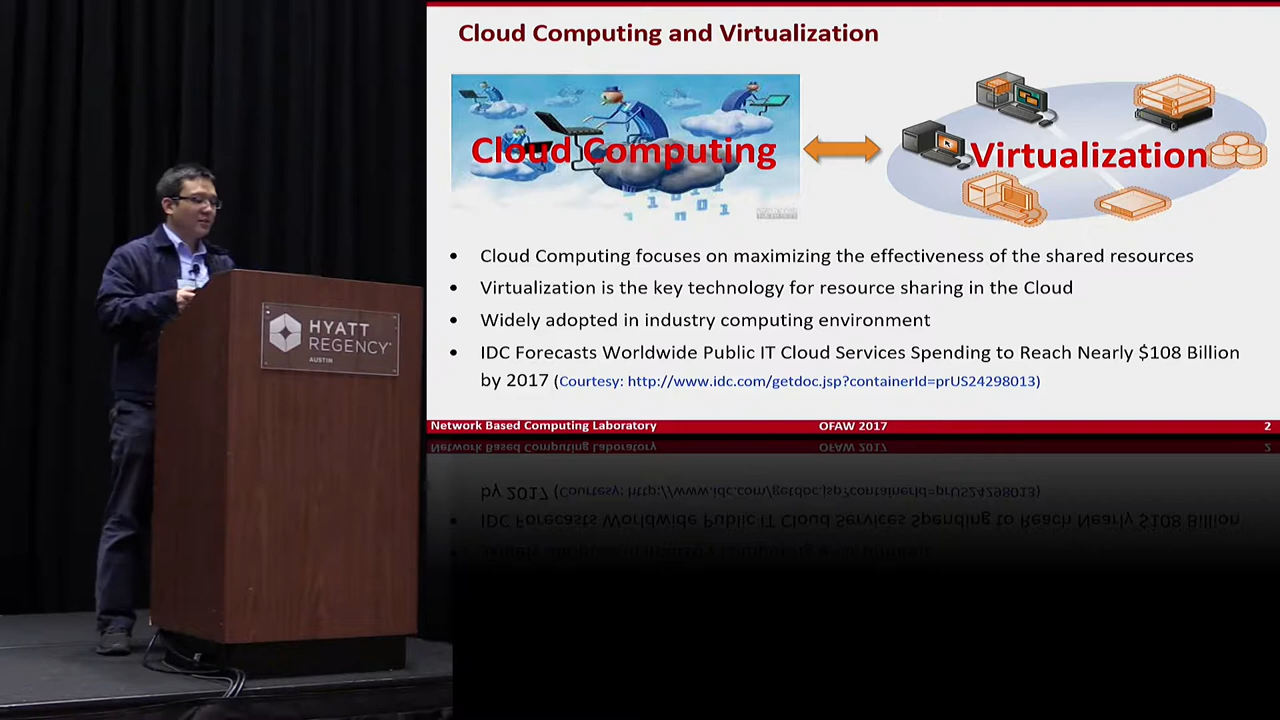 Cloud Computing and Virtualization
Cloud Computing
Virtualization
• Cloud Computing focuses on maximizing the effectiveness of the shared resources
• Virtualization is the key technology for resource sharing in the Cloud
• Widely adopted in industry computing environment
• IDC Forecasts Worldwide Public IT Cloud Services Spending to Reach Nearly $108 Billion
by 2017 (Courtesy: http://www.idc.com/getdoc.jsp?containerId=prUS24298013)
Network Based Computing Laboratory
OFAW 2017
2
HYATT
REGENCY
AUSTIN